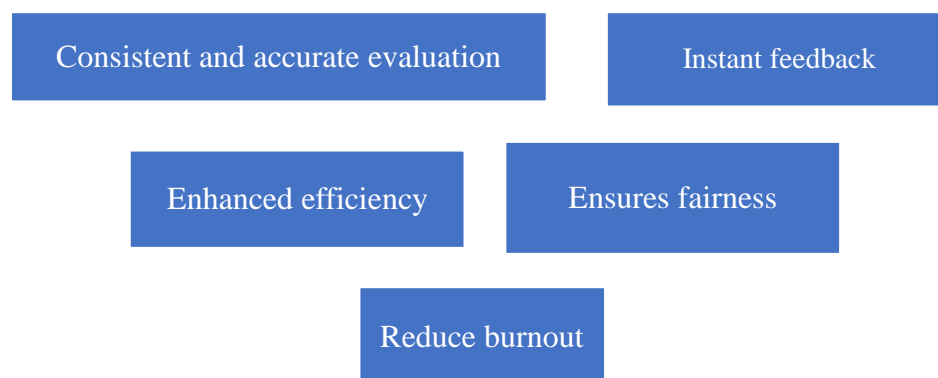 Consistent and accurate evaluation
Instant feedback
Enhanced efficiency
Ensures fairness
Reduce burnout